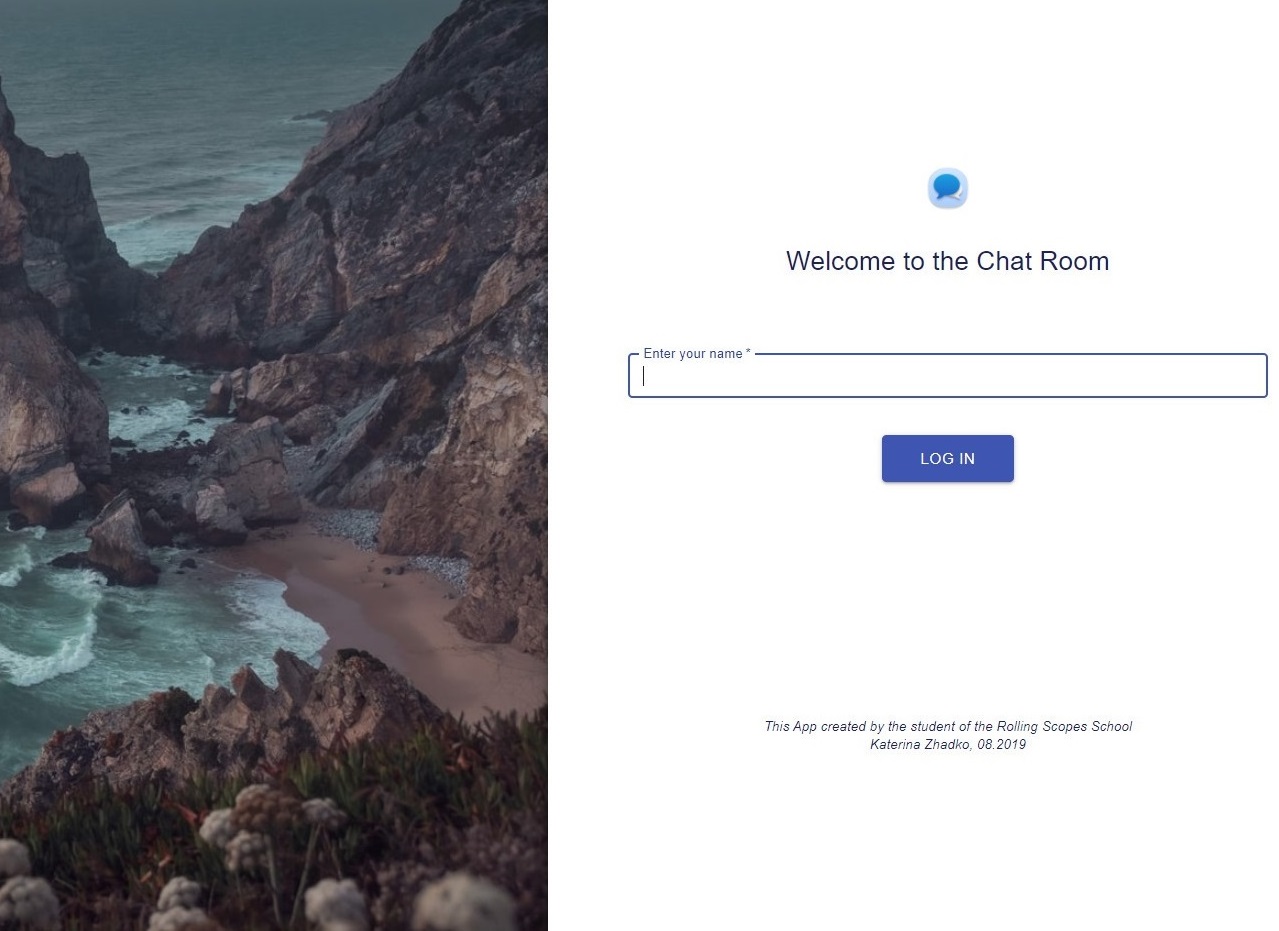 Welcome to the Chat Room
Enter your name *
LOG IN
This App created by the student of the Rolling Scopes School
Katerina Zhadko, 08.2019